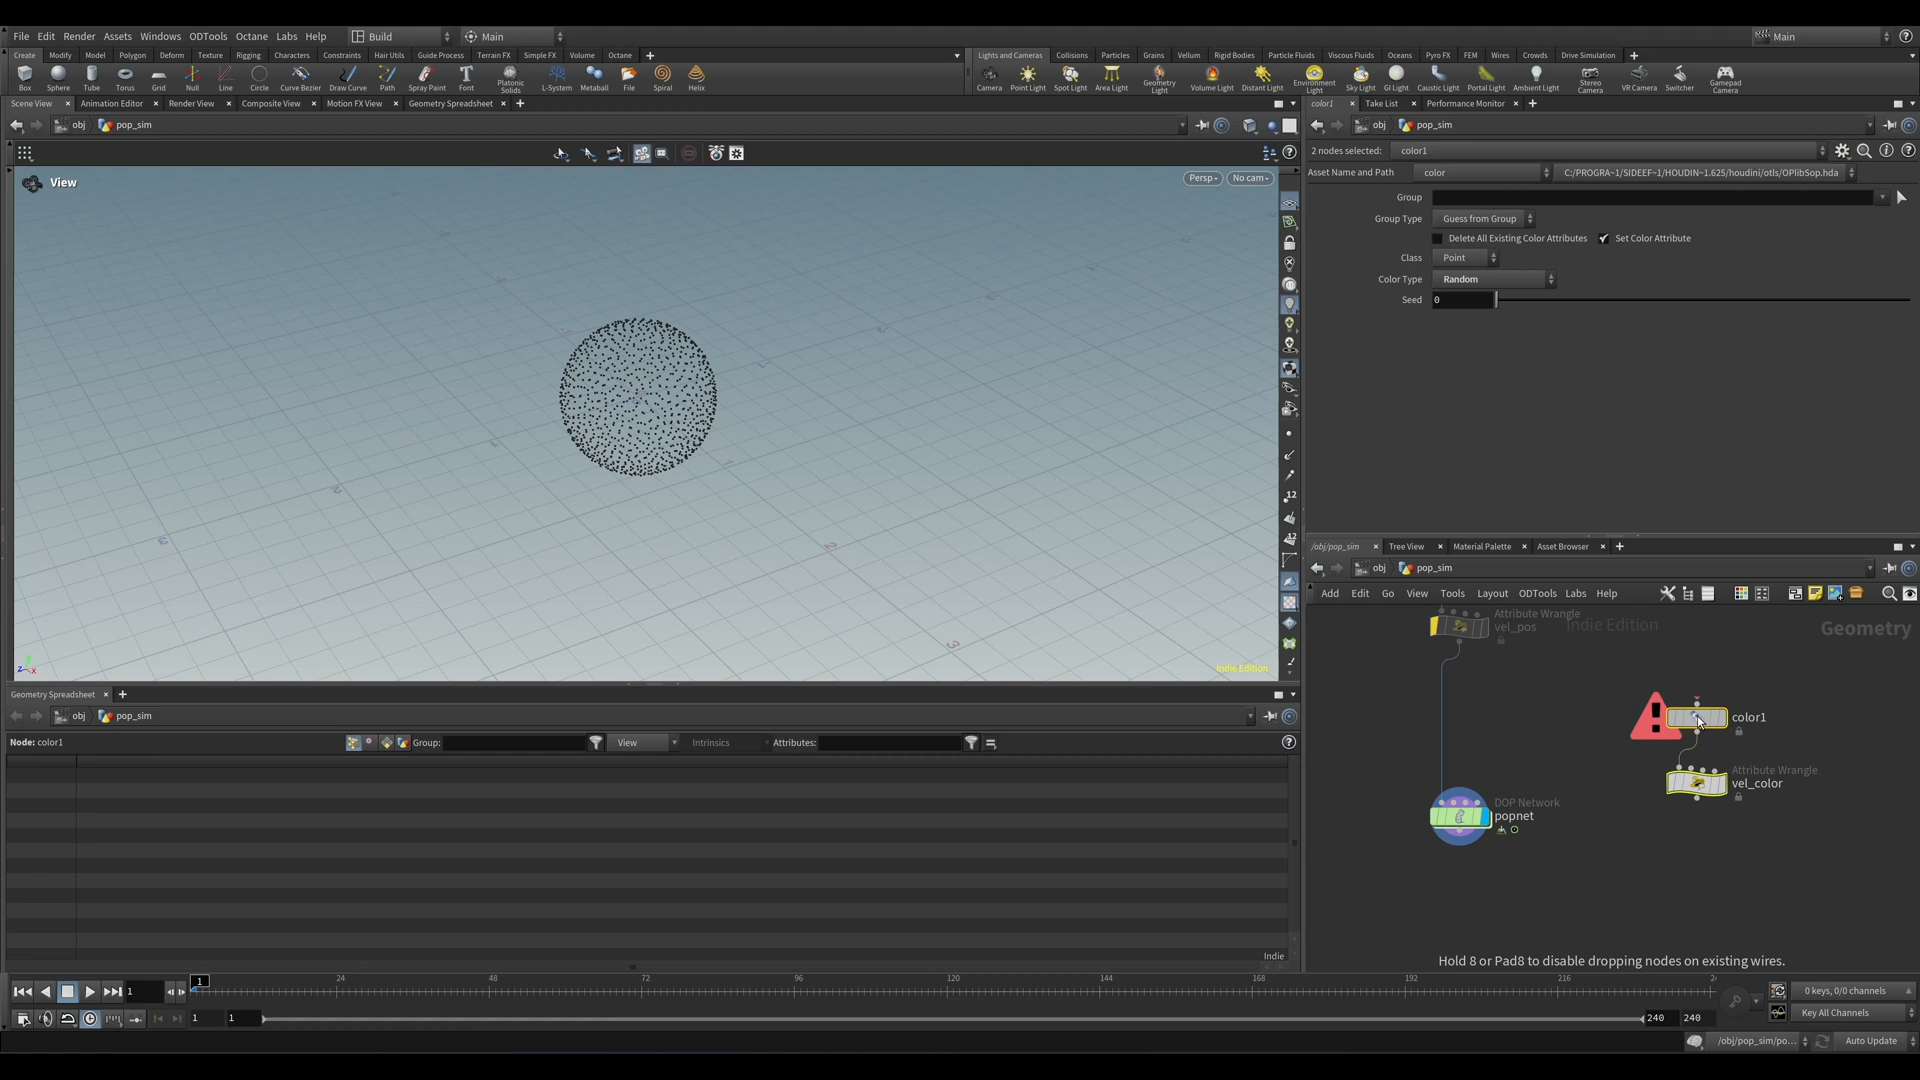 File Edit Render Assets Windows ODTools Octane Labs Help Build Main Main
Create Modify Model Polygon Deform Texture Rigging Characters Constraints Hair Utils Guide Process Terrain FX Simple FX Volume Octane
Lights and Cameras Collisions Particles Grains Vellum Rigid Bodies Particle Fluids Viscous Fluids Oceans Pyro FX FEM Wires Crowds Drive Simulation
Box Sphere Tube Torus Grid Null Line Circle Curve Bezier Draw Curve Path Spray Paint Font Platonic Solids L-System Metaball File Spiral Helix
Camera Point Light Spot Light Area Light Geometry Light Volume Light Distant Light Environment Light Sky Light GI Light Caustic Light Portal Light Ambient Light Stereo Camera VR Camera Switcher Gamepad Camera
Scene View Animation Editor Render View Composite View Motion FX View Geometry Spreadsheet
obj pop_sim
View
Persp No cam
Indie Edition
color1 Take List Performance Monitor
obj pop_sim
2 nodes selected: color1
Asset Name and Path color C:/PROGRA~1/SIDEEF~1/HOUDIN~1.625/houdini/otls/OPlibSop.hda
Group
Group Type Guess from Group
Delete All Existing Color Attributes Set Color Attribute
Class Point
Color Type Random
Seed 0
/obj/pop_sim Tree View Material Palette Asset Browser
obj pop_sim
Add Edit Go View Tools Layout ODTools Labs Help
Attribute Wrangle
vel_pos
Indie Edition
Geometry
color1
Attribute Wrangle
vel_color
DOP Network
popnet
Hold 8 or Pad8 to disable dropping nodes on existing wires.
Geometry Spreadsheet
obj pop_sim
Node: color1 Group: View Intrinsics Attributes:
Indie
1 1 24 48 72 96 120 144 168 192 216
0 keys, 0/0 channels
1 1 240 240 Key All Channels
/obj/pop_sim/po... Auto Update